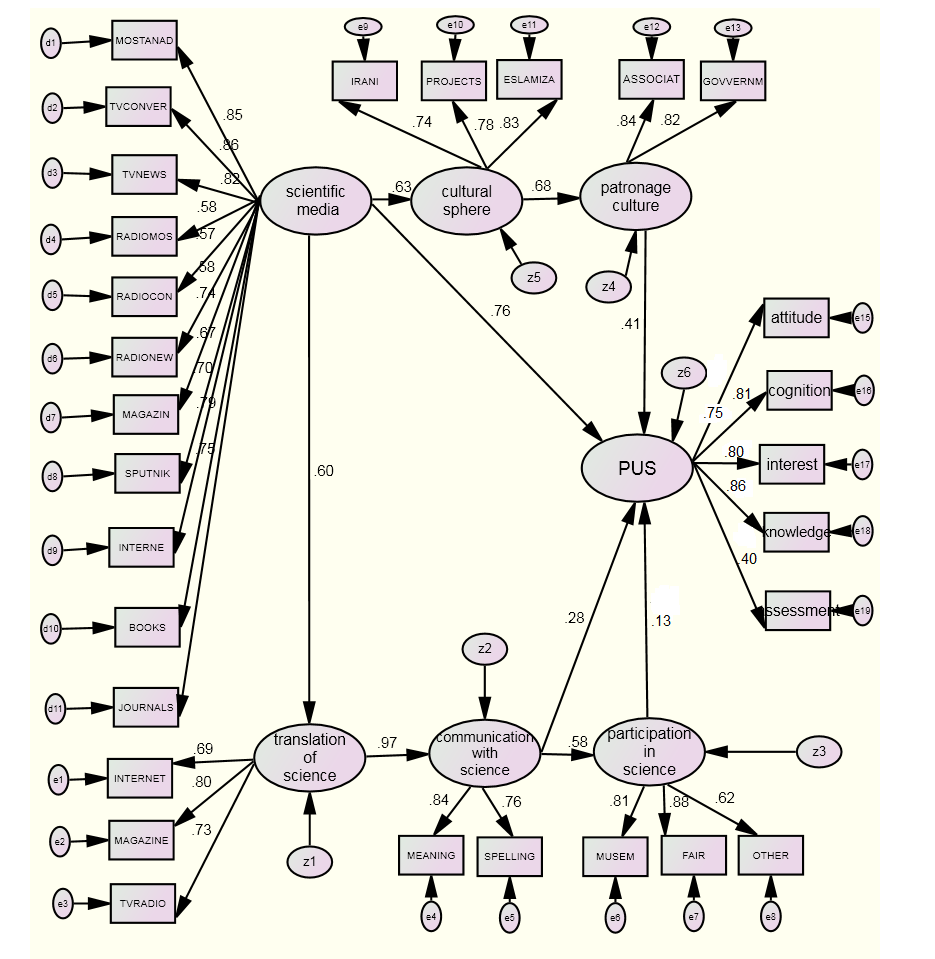 d1
MOSTANAD
e9
e10
e11
e12
e13
IRANI
PROJECTS
ESLAMIZA
ASSOCIAT
GOVVERNM
d2
TVCONVER
.85
.74
.78
.83
.84
.82
.86
d3
TVNEWS
.82
scientific
media
.63
cultural
sphere
.68
patronage
culture
.58
d4
RADIOMOS
.57
.58
z5
z4
d5
RADIOCON
.74
.76
.41
attitude
e15
.67
d6
RADIONEW
.70
z6
cognition
e16
.79
.81
.75
d7
MAGAZIN
.75
.80
PUS
interest
e17
d8
SPUTNIK
.60
.86
knowledge
e18
d9
INTERNE
.40
ssessment
e19
d10
BOOKS
.28
.13
z2
d11
JOURNALS
translation
of
science
.97
communication
with
science
.58
participation
in
science
z3
.69
e1
INTERNET
.80
.84
.76
.81
.88
.62
e2
MAGAZINE
.73
z1
MEANING
SPELLING
MUSEM
FAIR
OTHER
e3
TVRADIO
e4
e5
e6
e7
e8